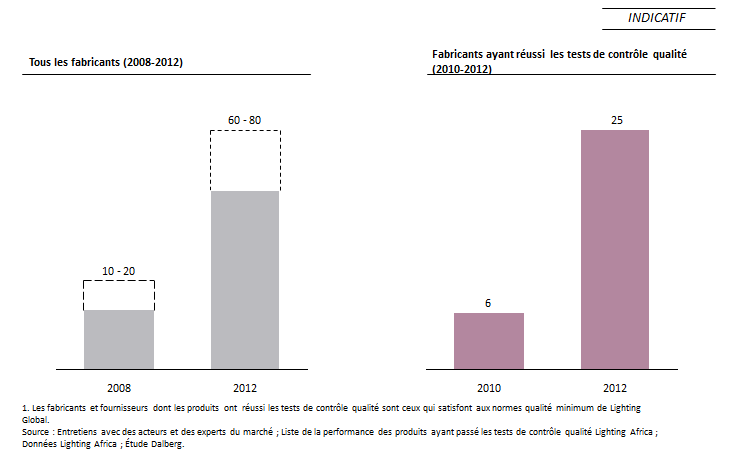 INDICATIF
Tous les fabricants (2008-2012)
Fabricants ayant réussi les tests de contrôle qualité
(2010-2012)
60 - 80
10 - 20
2008
2012
25
6
2010
2012
1. Les fabricants et fournisseurs dont les produits ont réussi les tests de contrôle qualité sont ceux qui satisfont aux normes qualité minimum de Lighting
Global.
Source : Entretiens avec des acteurs et des experts du marché ; Liste de la performance des produits ayant passé les tests de contrôle qualité Lighting Africa ;
Données Lighting Africa ; Étude Dalberg.